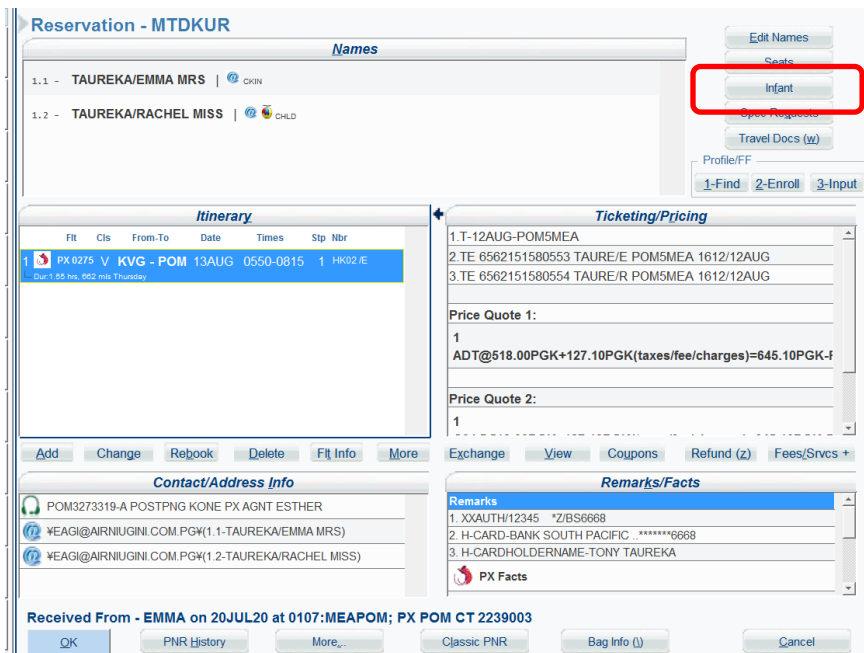 Reservation - MTDKUR
Names
1.1 - TAUREKA/EMMA MRS | @ CKIN
1.2 - TAUREKA/RACHEL MISS | @ CHLD
Edit Names
Seats
Infant
Spec Requests
Travel Docs (w)
Profile/FF
1-Find 2-Enroll 3-Input
Itinerary
Flt Cls From-To Date Times Stp Nbr
1 PX 0275 V KVG - POM 13AUG 0550-0815 1 HK02 /E
Dur:1.55 hrs, 662 mls Thursday
Add Change Rebook Delete Flt Info More
Ticketing/Pricing
1.T-12AUG-POM5MEA
2.TE 6562151580553 TAURE/E POM5MEA 1612/12AUG
3.TE 6562151580554 TAURE/R POM5MEA 1612/12AUG
Price Quote 1:
1
ADT@518.00PGK+127.10PGK(taxes/fee/charges)=645.10PGK-F
Price Quote 2:
1
Exchange View Coupons Refund (z) Fees/Srvcs +
Contact/Address Info
POM3273319-A POSTPNG KONE PX AGNT ESTHER
@ ¥EAGI@AIRNIUGINI.COM.PG¥(1.1-TAUREKA/EMMA MRS)
@ ¥EAGI@AIRNIUGINI.COM.PG¥(1.2-TAUREKA/RACHEL MISS)
Remarks/Facts
Remarks
1. XXAUTH/12345 *Z/BS6668
2. H-CARD-BANK SOUTH PACIFIC ..*******6668
3. H-CARDHOLDERNAME-TONY TAUREKA
PX Facts
Received From - EMMA on 20JUL20 at 0107:MEAPOM; PX POM CT 2239003
OK PNR History More... Classic PNR Bag Info (\) Cancel